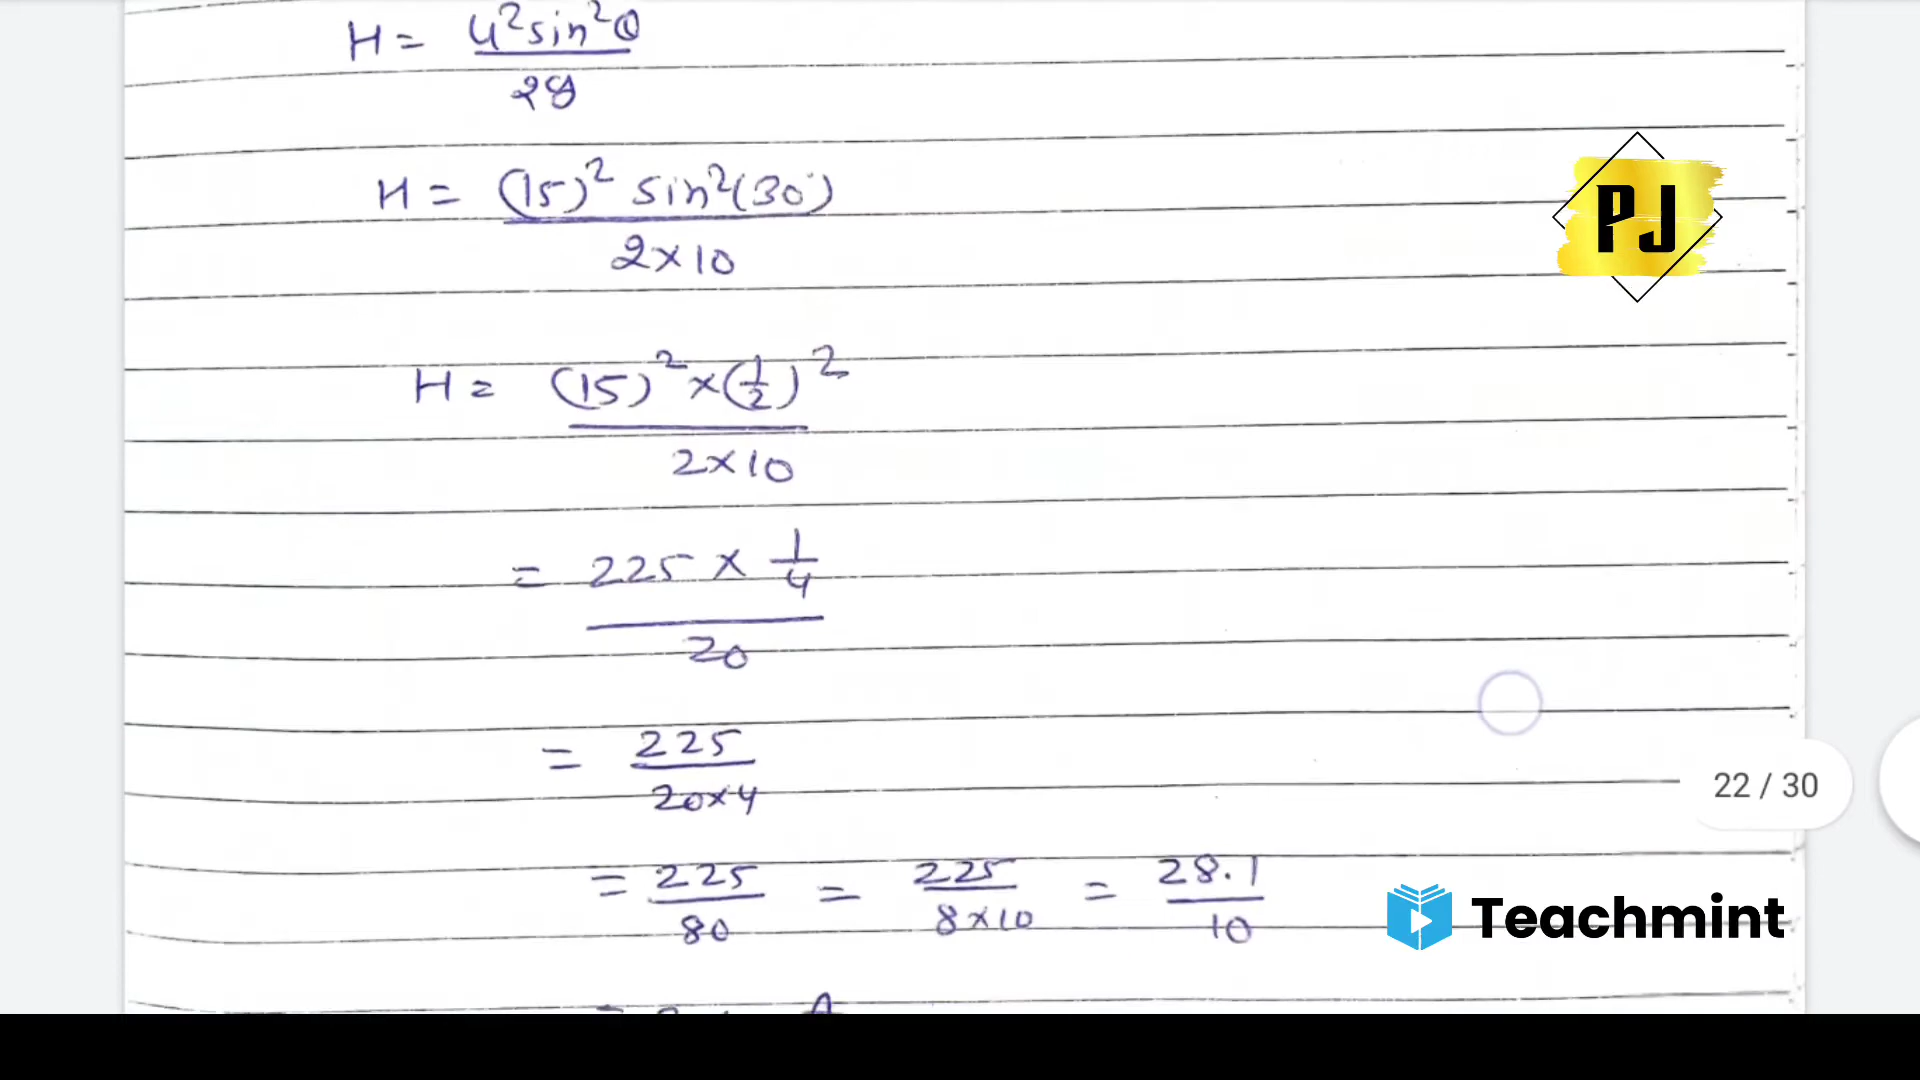 H = u²sin²θ / 2g
H = (15)² sin²(30°) / 2×10
PJ
H = (15)² × (1/2)² / 2×10
= 225 × 1/4 / 20
= 225 / 20×4
22 / 30
= 225/80 = 225/8×10 = 28.1/10
Teachmint